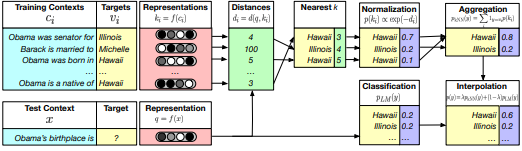 Training Contexts Targets Representations Distances Nearest k Normalization Aggregation
c_i v_i k_i = f(c_i) d_i = d(q, k_i) p(k_i) ∝ exp(−d_i) p_kNN(y) = ∑
Obama was senator for Illinois 4 Hawaii 3 Hawaii 0.7 Hawaii 0.8
Barack is married to Michelle 100 Illinois 4 Illinois 0.2 Illinois 0.2
Obama was born in Hawaii 5 Hawaii 5 Hawaii 0.1
... ... ... ...
Obama is a native of Hawaii 3
Test Context Target Representation Classification Interpolation
x q = f(x) p_LM(y) p(y) = λp_kNN(y) + (1 − λ)p_LM(y)
Obama's birthplace is ? Hawaii 0.2 Hawaii 0.6
Illinois 0.2 Illinois 0.2
... ... ... ...